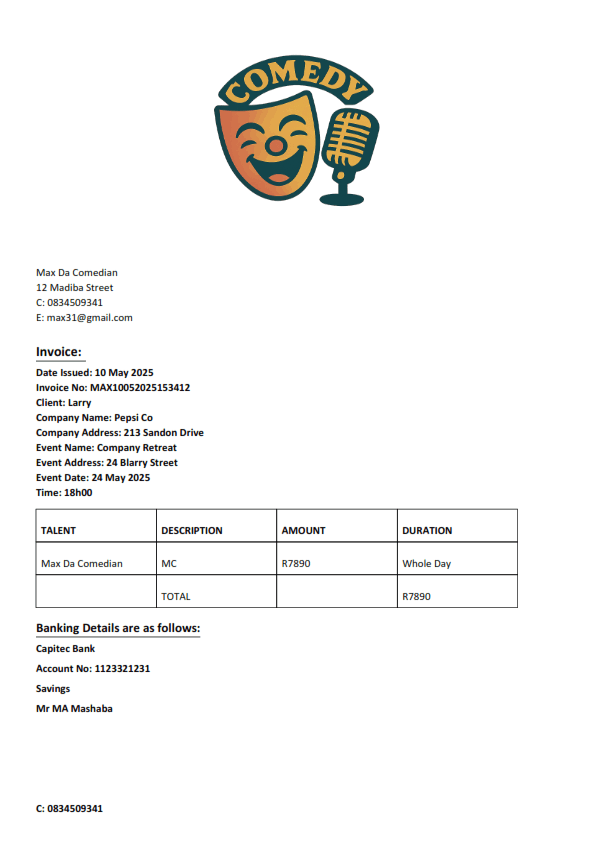 COMEDY
Max Da Comedian
12 Madiba Street
C: 0834509341
E: max31@gmail.com
Invoice:
Date Issued: 10 May 2025
Invoice No: MAX10052025153412
Client: Larry
Company Name: Pepsi Co
Company Address: 213 Sandon Drive
Event Name: Company Retreat
Event Address: 24 Blarry Street
Event Date: 24 May 2025
Time: 18h00
TALENT DESCRIPTION AMOUNT DURATION
Max Da Comedian MC R7890 Whole Day
TOTAL R7890
Banking Details are as follows:
Capitec Bank
Account No: 1123321231
Savings
Mr MA Mashaba
C: 0834509341